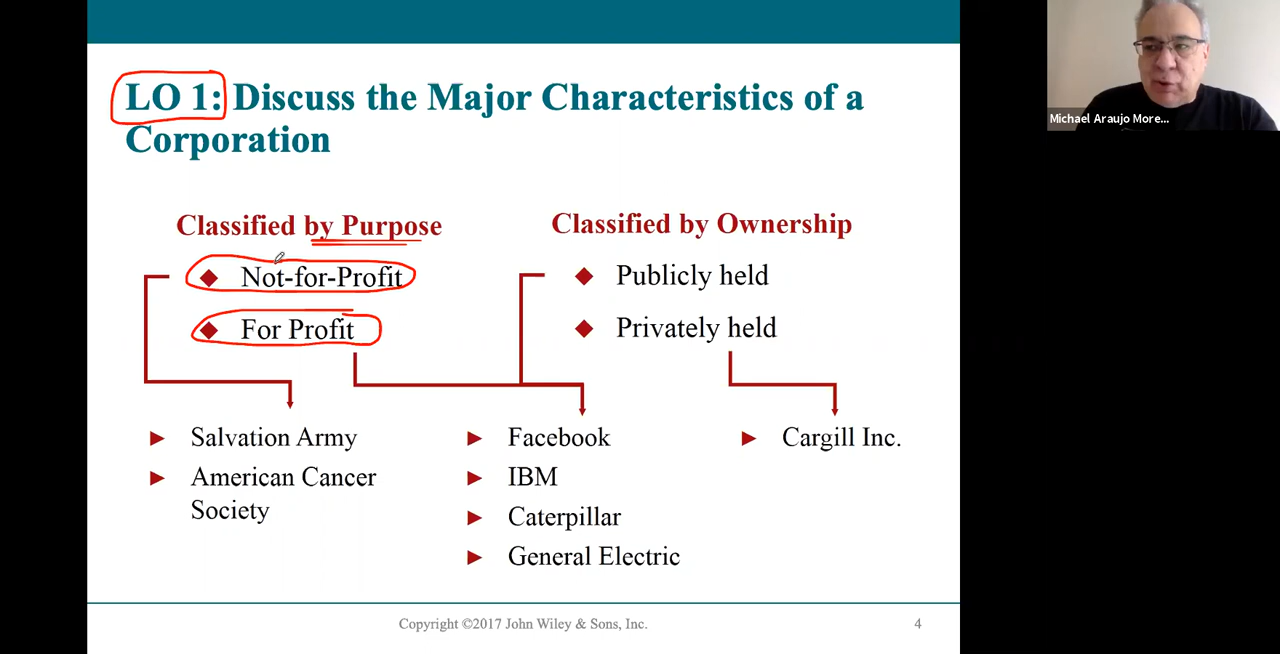 LO 1: Discuss the Major Characteristics of a
Corporation
Classified by Purpose
Not-for-Profit
For Profit
Classified by Ownership
Publicly held
Privately held
Salvation Army
American Cancer
Society
Facebook
IBM
Caterpillar
General Electric
Cargill Inc.
Copyright ©2017 John Wiley & Sons, Inc.
4
Michael Araujo More...